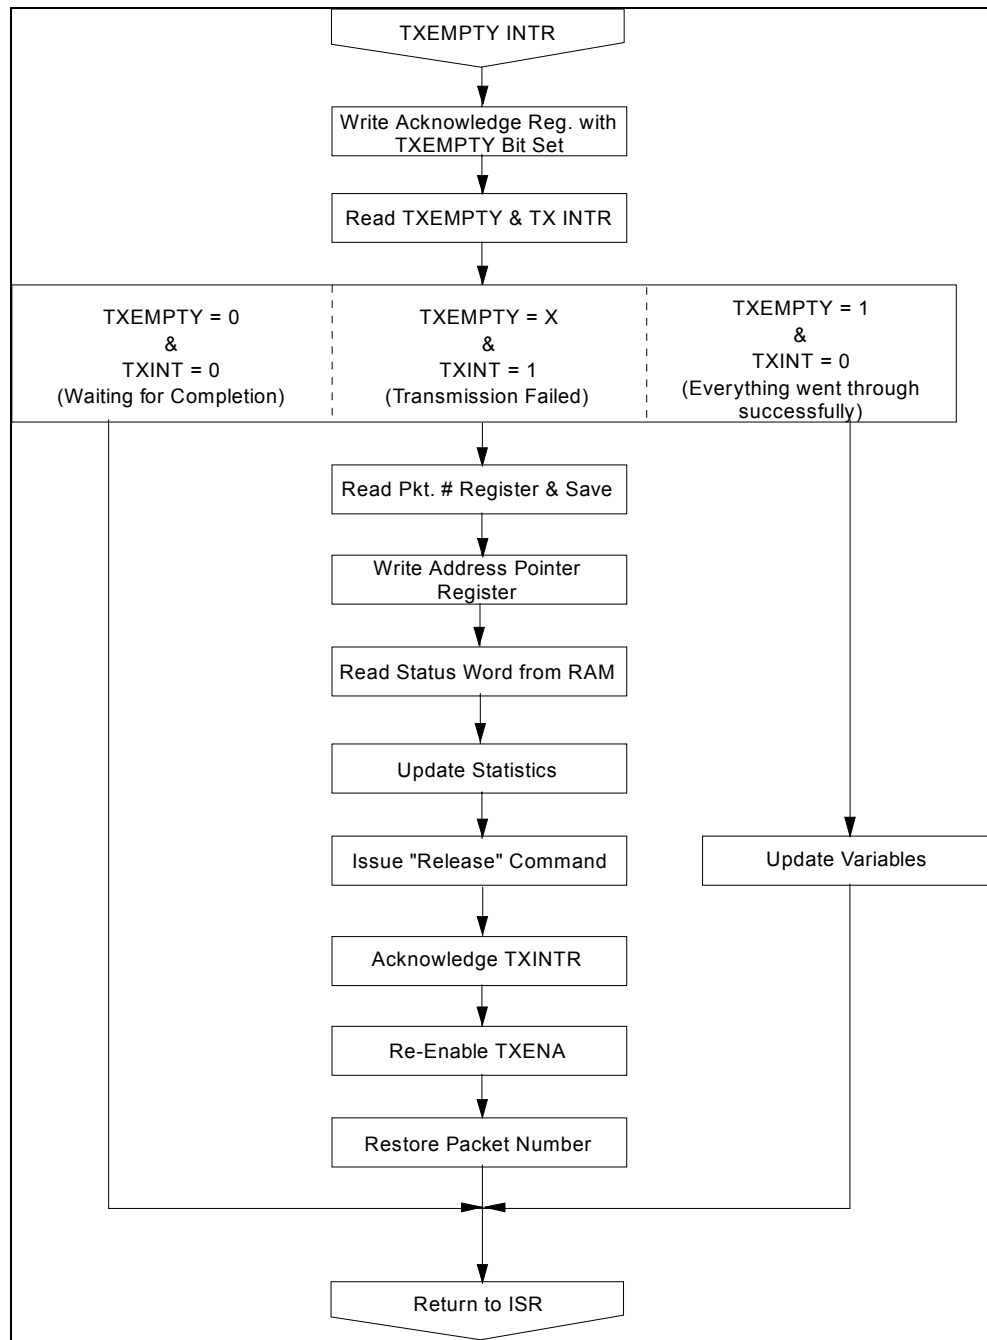 TXEMPTY INTR
Write Acknowledge Reg. with
TXEMPTY Bit Set
Read TXEMPTY & TX INTR
TXEMPTY = 0
&
TXINT = 0
(Waiting for Completion)
TXEMPTY = X
&
TXINT = 1
(Transmission Failed)
TXEMPTY = 1
&
TXINT = 0
(Everything went through
successfully)
Read Pkt. # Register & Save
Write Address Pointer
Register
Read Status Word from RAM
Update Statistics
Issue "Release" Command
Update Variables
Acknowledge TXINTR
Re-Enable TXENA
Restore Packet Number
Return to ISR